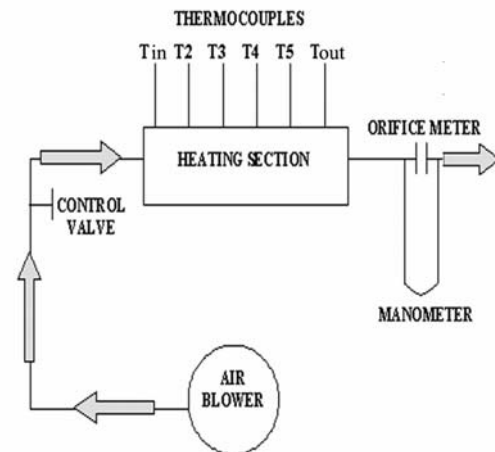 THERMOCOUPLES
Tin T2 T3 T4 T5 Tout
ORIFICE METER
HEATING SECTION
CONTROL
VALVE
MANOMETER
AIR
BLOWER